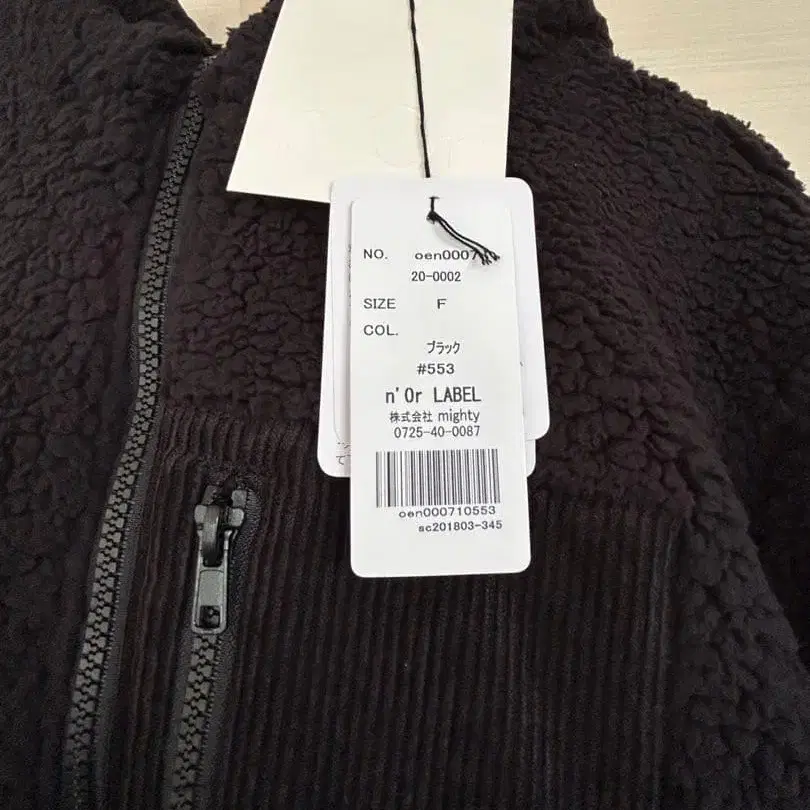 NO. oen000710
20-0002
SIZE F
COL.
ブラック
#553
n' Or LABEL
株式会社 mighty
0725-40-0087
oen000710553
sc201803-345